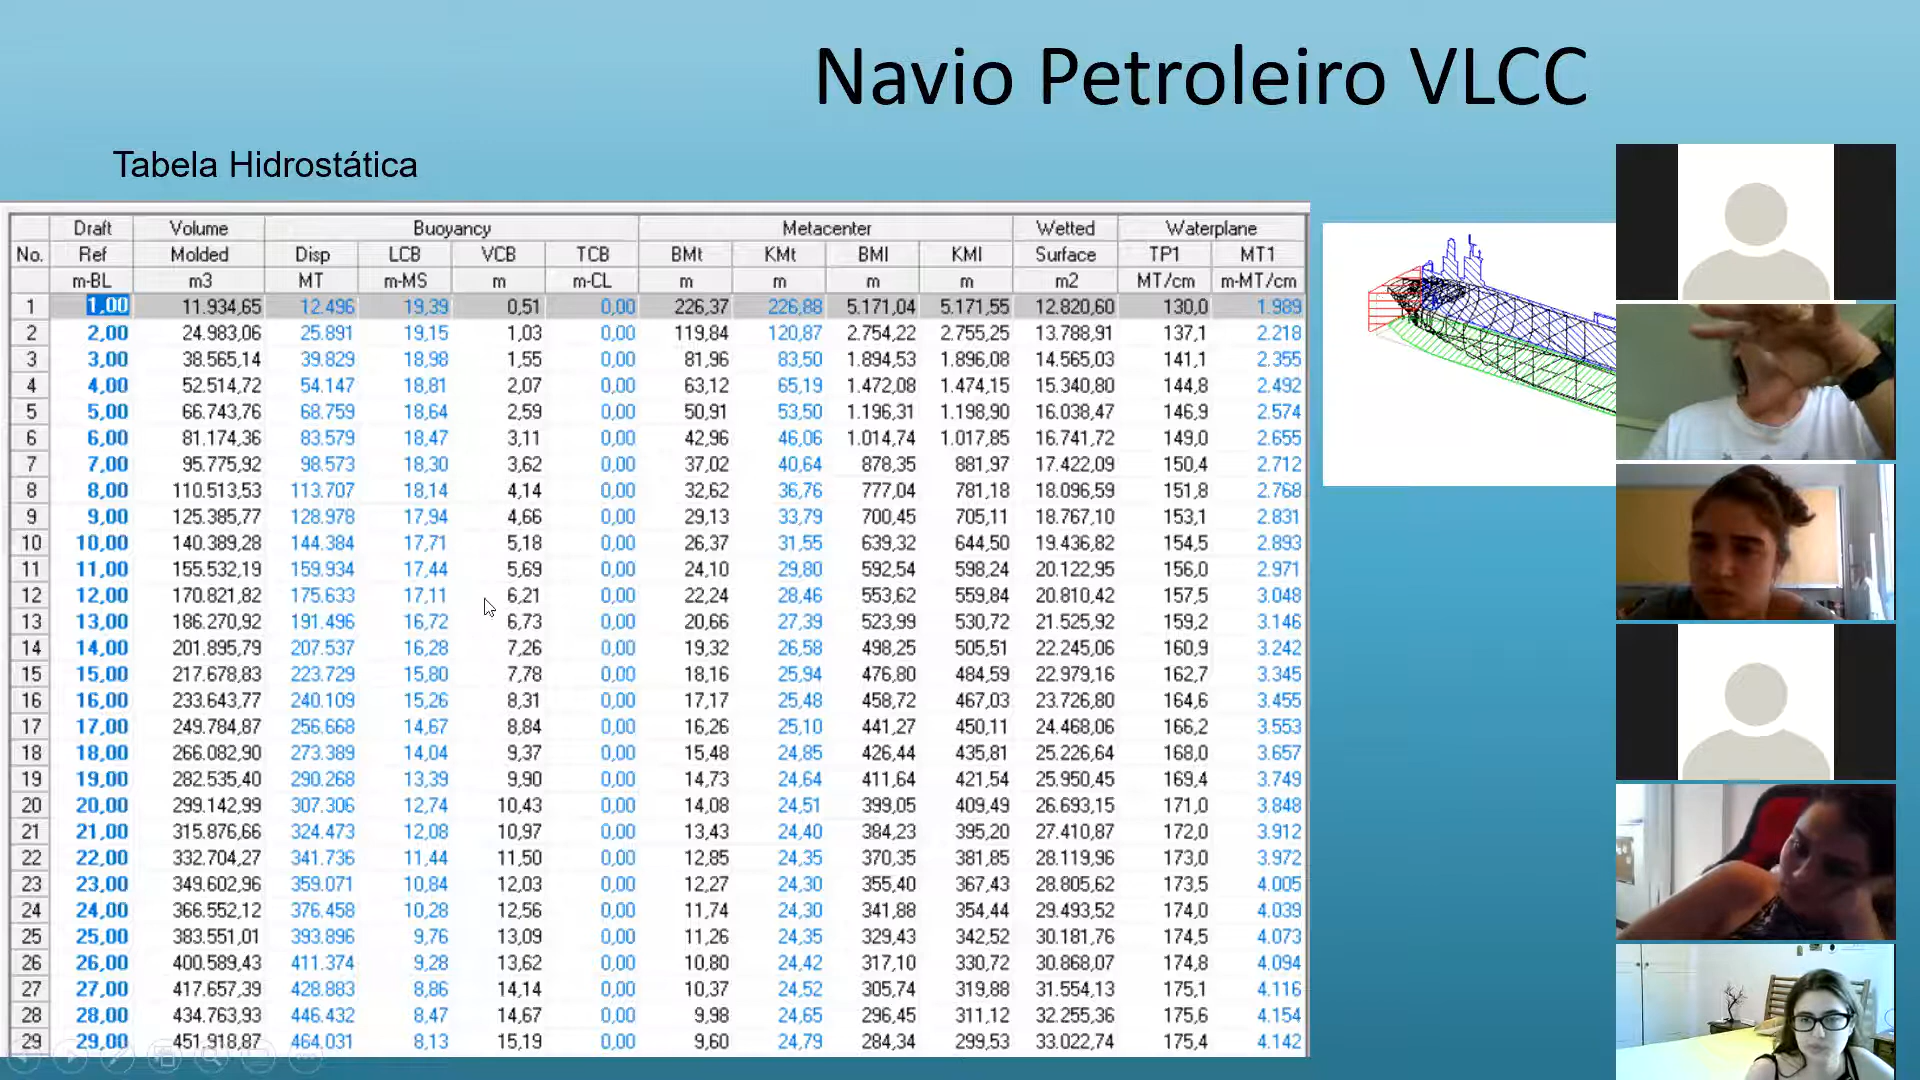 Navio Petroleiro VLCC
Tabela Hidrostática
Draft Volume Buoyancy Metacenter Wetted Waterplane
No. Ref Molded Disp LCB VCB TCB BMt KMt BMl KMl Surface TP1 MT1
m-BL m3 MT m-MS m m-CL m m m m m2 MT/cm m-MT/cm
1 1,00 11.934,65 12.496 19,39 0,51 0,00 226,37 226,88 5.171,04 5.171,55 12.820,60 130,0 1.989
2 2,00 24.983,06 25.891 19,15 1,03 0,00 119,84 120,87 2.754,22 2.755,25 13.788,91 137,1 2.218
3 3,00 38.565,14 39.829 18,98 1,55 0,00 81,96 83,50 1.894,53 1.896,08 14.565,03 141,1 2.355
4 4,00 52.514,72 54.147 18,81 2,07 0,00 63,12 65,19 1.472,08 1.474,15 15.340,80 144,8 2.492
5 5,00 66.743,76 68.759 18,64 2,59 0,00 50,91 53,50 1.196,31 1.198,90 16.038,47 146,9 2.574
6 6,00 81.174,36 83.579 18,47 3,11 0,00 42,96 46,06 1.014,74 1.017,85 16.741,72 149,0 2.655
7 7,00 95.775,92 98.573 18,30 3,62 0,00 37,02 40,64 878,35 881,97 17.422,09 150,4 2.712
8 8,00 110.513,53 113.707 18,14 4,14 0,00 32,62 36,76 777,04 781,18 18.096,59 151,8 2.768
9 9,00 125.385,77 128.978 17,94 4,66 0,00 29,13 33,79 700,45 705,11 18.767,10 153,1 2.831
10 10,00 140.389,28 144.384 17,71 5,18 0,00 26,37 31,55 639,32 644,50 19.436,82 154,5 2.893
11 11,00 155.532,19 159.934 17,44 5,69 0,00 24,10 29,80 592,54 598,24 20.122,95 156,0 2.971
12 12,00 170.821,82 175.633 17,11 6,21 0,00 22,24 28,46 553,62 559,84 20.810,42 157,5 3.048
13 13,00 186.270,92 191.496 16,72 6,73 0,00 20,66 27,39 523,99 530,72 21.525,92 159,2 3.146
14 14,00 201.895,79 207.537 16,28 7,26 0,00 19,32 26,58 498,25 505,51 22.245,06 160,9 3.242
15 15,00 217.678,83 223.729 15,80 7,78 0,00 18,16 25,94 476,80 484,59 22.979,16 162,7 3.345
16 16,00 233.643,77 240.109 15,26 8,31 0,00 17,17 25,48 458,72 467,03 23.726,80 164,6 3.455
17 17,00 249.784,87 256.668 14,67 8,84 0,00 16,26 25,10 441,27 450,11 24.468,06 166,2 3.553
18 18,00 266.082,90 273.389 14,04 9,37 0,00 15,48 24,85 426,44 435,81 25.226,64 168,0 3.657
19 19,00 282.535,40 290.268 13,39 9,90 0,00 14,73 24,64 411,64 421,54 25.950,45 169,4 3.749
20 20,00 299.142,99 307.306 12,74 10,43 0,00 14,08 24,51 399,05 409,49 26.693,15 171,0 3.848
21 21,00 315.876,66 324.473 12,08 10,97 0,00 13,43 24,40 384,23 395,20 27.410,87 172,0 3.912
22 22,00 332.704,27 341.736 11,44 11,50 0,00 12,85 24,35 370,35 381,85 28.119,96 173,0 3.972
23 23,00 349.602,96 359.071 10,84 12,03 0,00 12,27 24,30 355,40 367,43 28.805,62 173,5 4.005
24 24,00 366.552,12 376.458 10,28 12,56 0,00 11,74 24,30 341,88 354,44 29.493,52 174,0 4.039
25 25,00 383.551,01 393.896 9,76 13,09 0,00 11,26 24,35 329,43 342,52 30.181,76 174,5 4.073
26 26,00 400.589,43 411.374 9,28 13,62 0,00 10,80 24,42 317,10 330,72 30.868,07 174,8 4.094
27 27,00 417.657,39 428.883 8,86 14,14 0,00 10,37 24,52 305,74 319,88 31.554,13 175,1 4.116
28 28,00 434.763,93 446.432 8,47 14,67 0,00 9,98 24,65 296,45 311,12 32.255,36 175,6 4.154
29 29,00 451.918,87 464.031 8,13 15,19 0,00 9,60 24,79 284,34 299,53 33.022,74 175,4 4.142